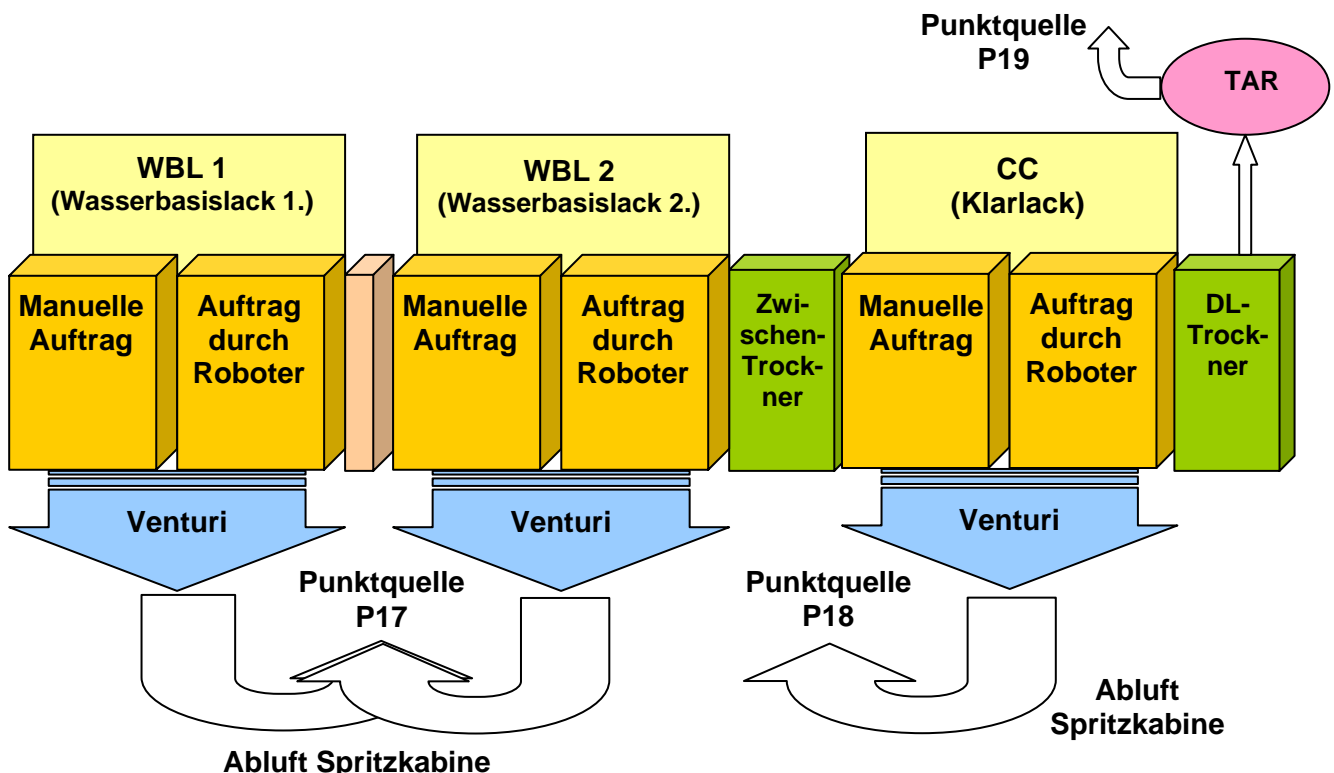 Punktquelle
P19
TAR
WBL 1
(Wasserbasislack 1.)
WBL 2
(Wasserbasislack 2.)
CC
(Klarlack)
Manuelle
Auftrag
Auftrag
durch
Roboter
Manuelle
Auftrag
Auftrag
durch
Roboter
Zwi-
schen-
Trock-
ner
Manuelle
Auftrag
Auftrag
durch
Roboter
DL-
Trock-
ner
Venturi
Venturi
Venturi
Punktquelle
P17
Punktquelle
P18
Abluft
Spritzkabine
Abluft Spritzkabine